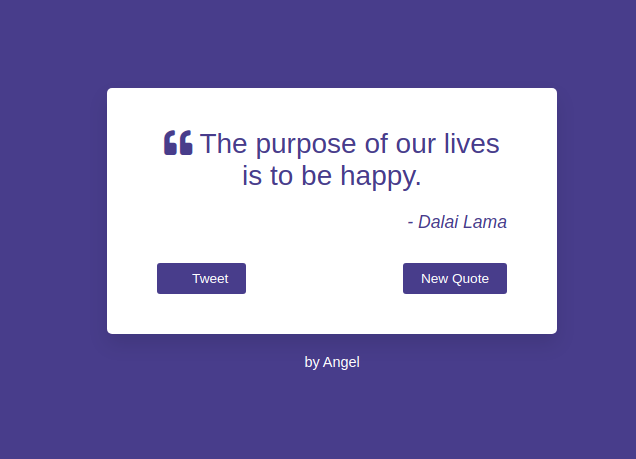 ❝ The purpose of our lives
is to be happy.
- Dalai Lama
Tweet
New Quote
by Angel